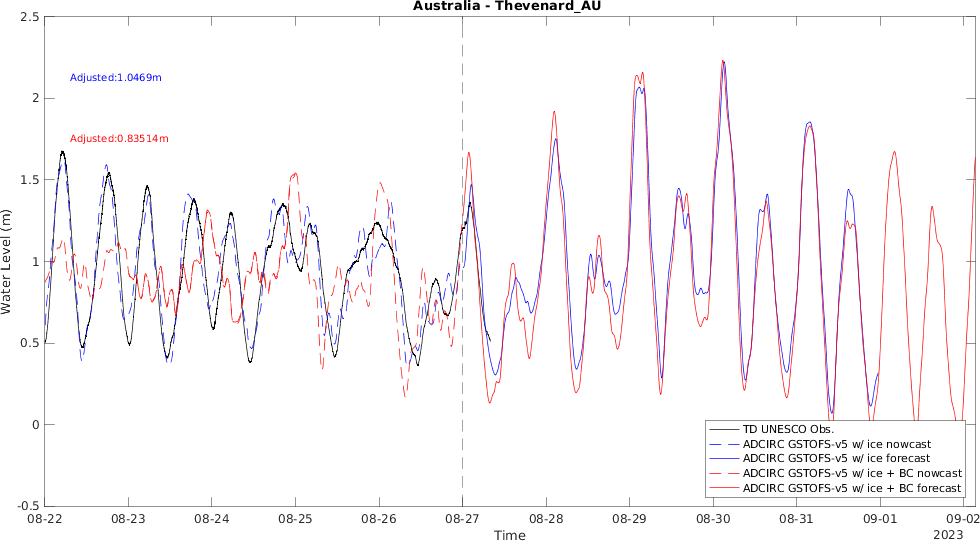 Australia - Thevenard_AU
2.5
2
1.5
1
0.5
0
-0.5
Water Level (m)
Adjusted:1.0469m
Adjusted:0.83514m
TD UNESCO Obs.
ADCIRC GSTOFS-v5 w/ ice nowcast
ADCIRC GSTOFS-v5 w/ ice forecast
ADCIRC GSTOFS-v5 w/ ice + BC nowcast
ADCIRC GSTOFS-v5 w/ ice + BC forecast
08-22 08-23 08-24 08-25 08-26 08-27 08-28 08-29 08-30 08-31 09-01 09-02
Time
2023